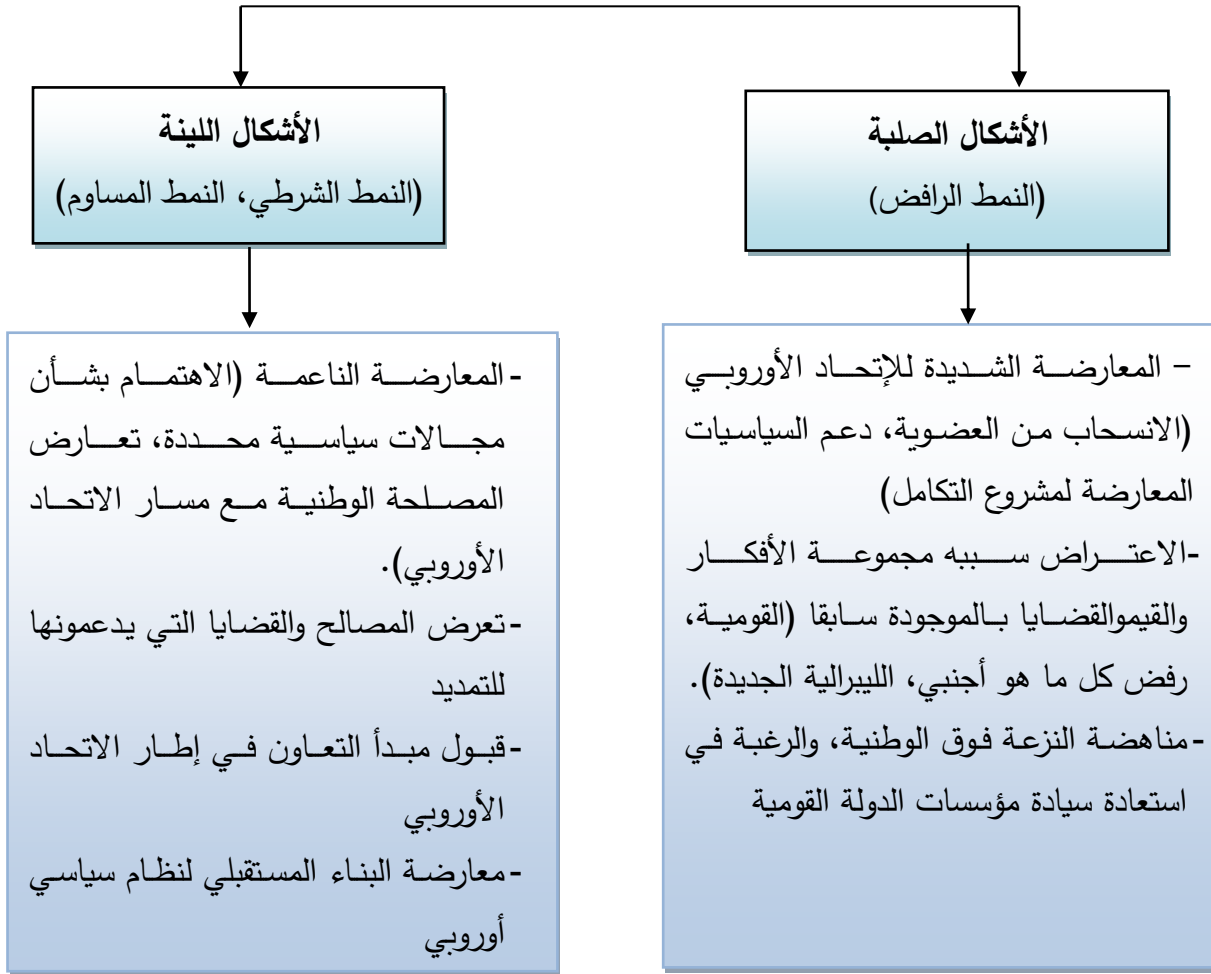 الأشكال الصلبة
(النمط الرافض)
– المعارضة الشديدة للإتحاد الأوروبي
(الانسحاب من العضوية، دعم السياسيات
المعارضة لمشروع التكامل)
-الاعتراض سببه مجموعة الأفكار
والقيموالقضايا بالموجودة سابقا (القومية،
رفض كل ما هو أجنبي، الليبرالية الجديدة).
-مناهضة النزعة فوق الوطنية، والرغبة في
استعادة سيادة مؤسسات الدولة القومية
الأشكال اللينة
(النمط الشرطي، النمط المساوم)
-المعارضة الناعمة (الاهتمام بشأن
مجالات سياسية محددة، تعارض
المصلحة الوطنية مع مسار الاتحاد
الأوروبي).
-تعرض المصالح والقضايا التي يدعمونها
للتمديد
-قبول مبدأ التعاون في إطار الاتحاد
الأوروبي
-معارضة البناء المستقبلي لنظام سياسي
أوروبي